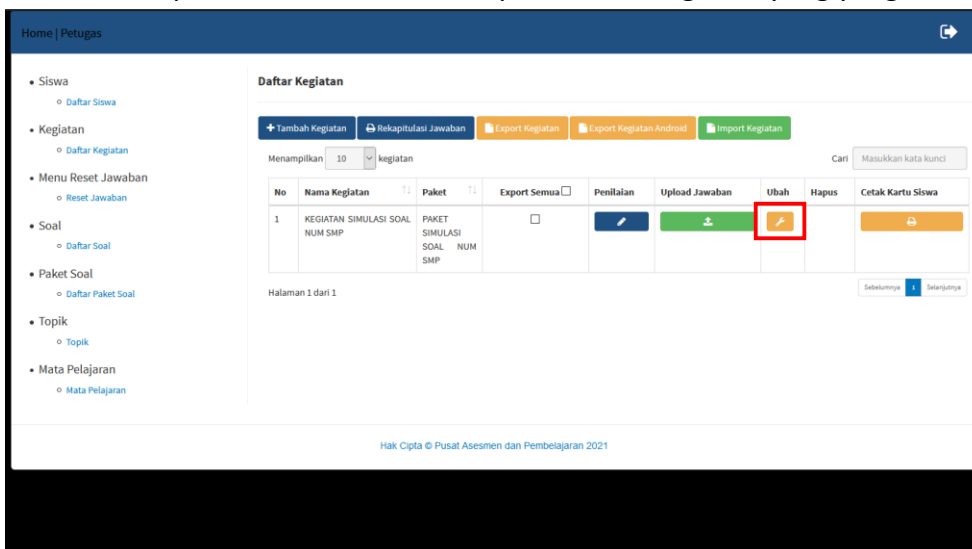 Home | Petugas
Siswa
Daftar Siswa
Kegiatan
Daftar Kegiatan
Menu Reset Jawaban
Reset Jawaban
Soal
Daftar Soal
Paket Soal
Daftar Paket Soal
Topik
Topik
Mata Pelajaran
Mata Pelajaran
Daftar Kegiatan
Tambah Kegiatan Rekapitulasi Jawaban Export Kegiatan Export Kegiatan Android Import Kegiatan
Menampilkan 10 kegiatan Cari Masukkan kata kunci
No Nama Kegiatan Paket Export Semua Penilaian Upload Jawaban Ubah Hapus Cetak Kartu Siswa
1 KEGIATAN SIMULASI SOAL NUM SMP PAKET SIMULASI SOAL NUM SMP
Halaman 1 dari 1 Sebelumnya 1 Selanjutnya
Hak Cipta © Pusat Asesmen dan Pembelajaran 2021